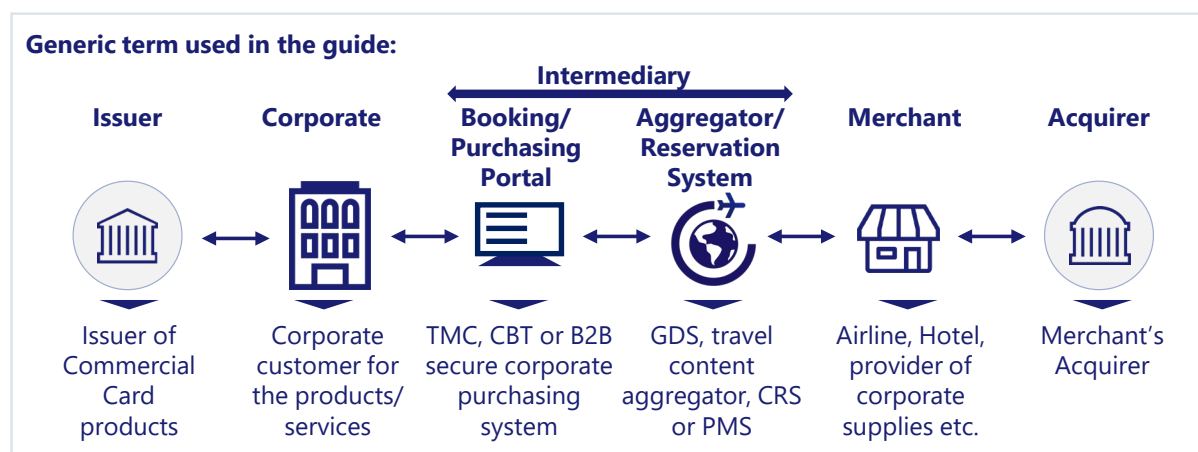 Generic term used in the guide:
Intermediary
Issuer
Corporate
Booking/
Purchasing
Portal
Aggregator/
Reservation
System
Merchant
Acquirer
Issuer of
Commercial
Card
products
Corporate
customer for
the products/
services
TMC, CBT or B2B
secure corporate
purchasing
system
GDS, travel
content
aggregator, CRS
or PMS
Airline, Hotel,
provider of
corporate
supplies etc.
Merchant’s
Acquirer